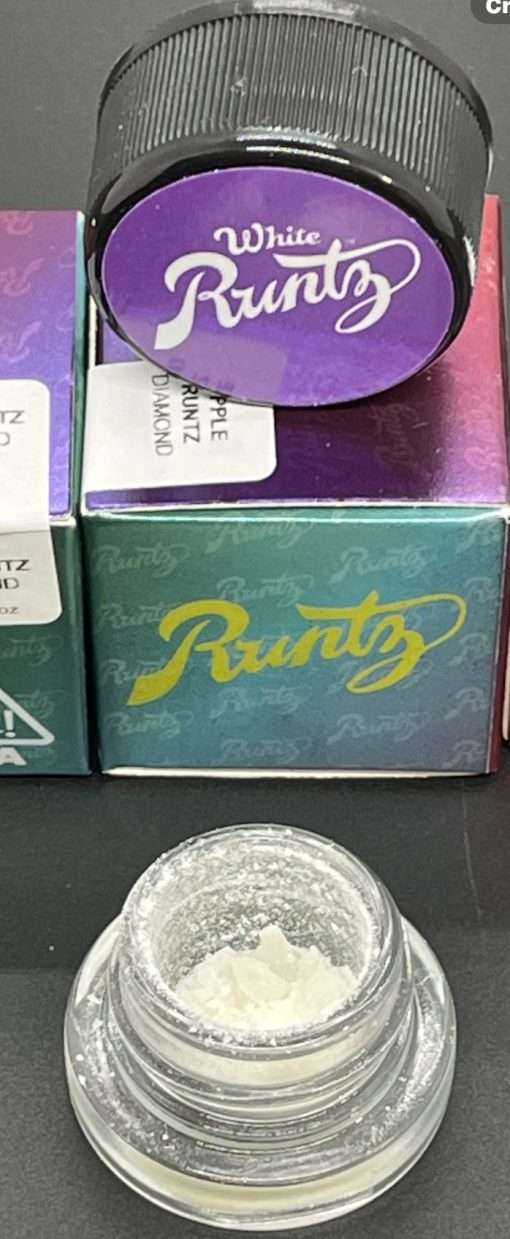 Cr
White
Runtz
PPLE
RUNTZ
DIAMOND
TZ
D
TZ
ND
OZ
Runtz
!
A